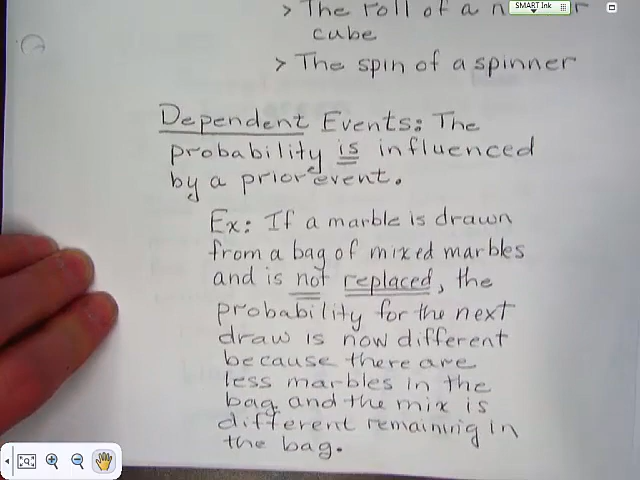 > The roll of a
SMART Ink
cube
> The spin of a spinner
Dependent Events: The
probability is influenced
by a prior event.
Ex: If a marble is drawn
from a bag of mixed marbles
and is not replaced, the
probability for the next
draw is now different
because there are
less marbles in the
bag and the mix is
different remaining in
the bag.